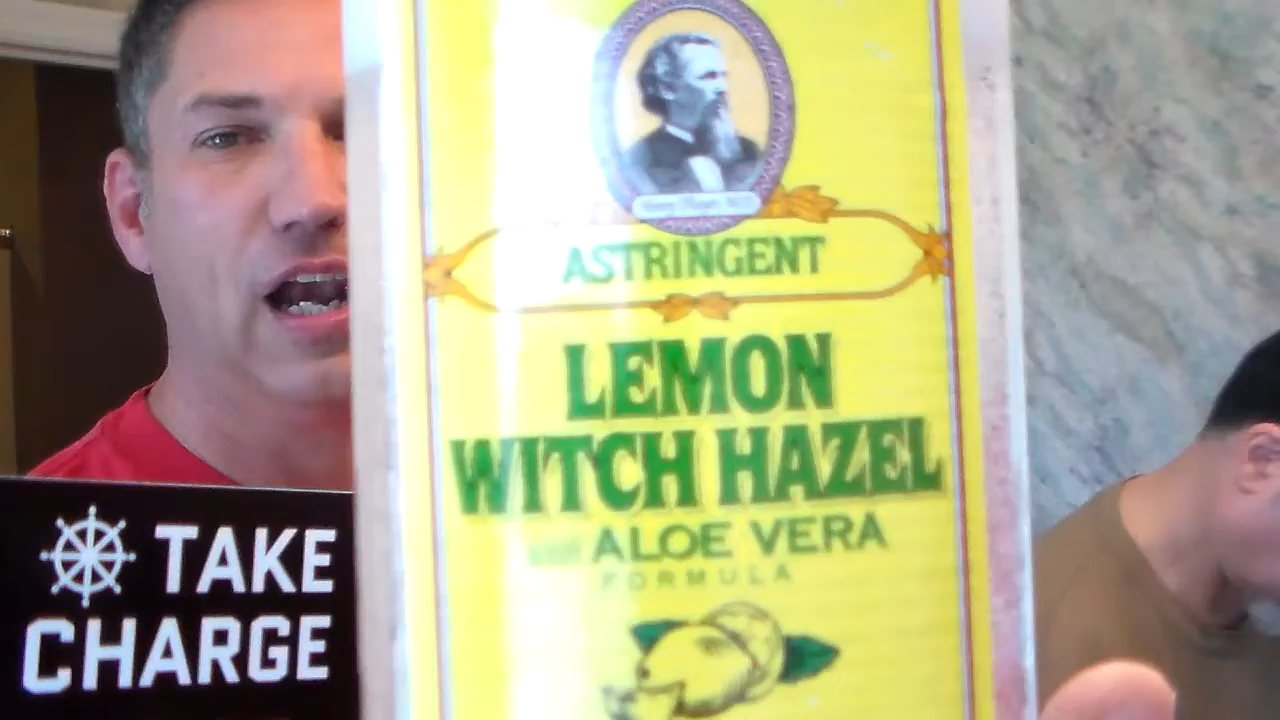 ASTRINGENT
LEMON
WITCH HAZEL
ALOE VERA
FORMULA
TAKE
CHARGE